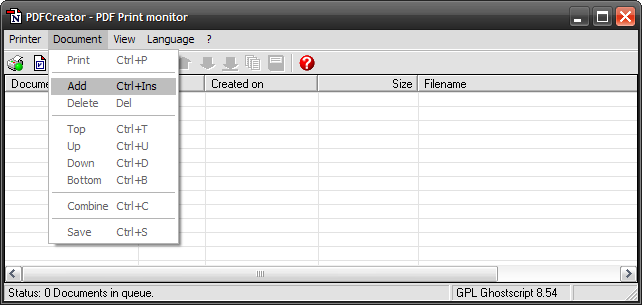 PDFCreator - PDF Print monitor
Printer Document View Language ?
Print Ctrl+P
Add Ctrl+Ins
Delete Del
Top Ctrl+T
Up Ctrl+U
Down Ctrl+D
Bottom Ctrl+B
Combine Ctrl+C
Save Ctrl+S
Docume Created on Size Filename
Status: 0 Documents in queue. GPL Ghostscript 8.54